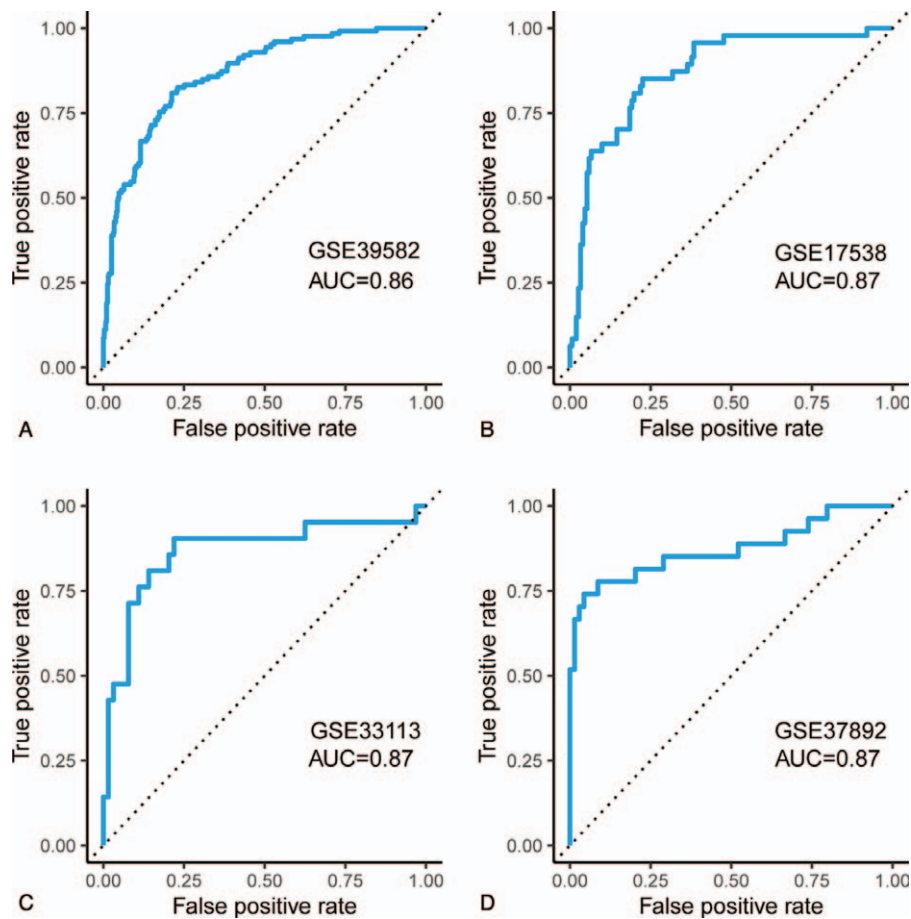 1.00
0.75
0.50
0.25
0.00
True positive rate
GSE39582
AUC=0.86
0.00 0.25 0.50 0.75 1.00
A False positive rate
1.00
0.75
0.50
0.25
0.00
True positive rate
GSE17538
AUC=0.87
0.00 0.25 0.50 0.75 1.00
B False positive rate
1.00
0.75
0.50
0.25
0.00
True positive rate
GSE33113
AUC=0.87
0.00 0.25 0.50 0.75 1.00
C False positive rate
1.00
0.75
0.50
0.25
0.00
True positive rate
GSE37892
AUC=0.87
0.00 0.25 0.50 0.75 1.00
D False positive rate